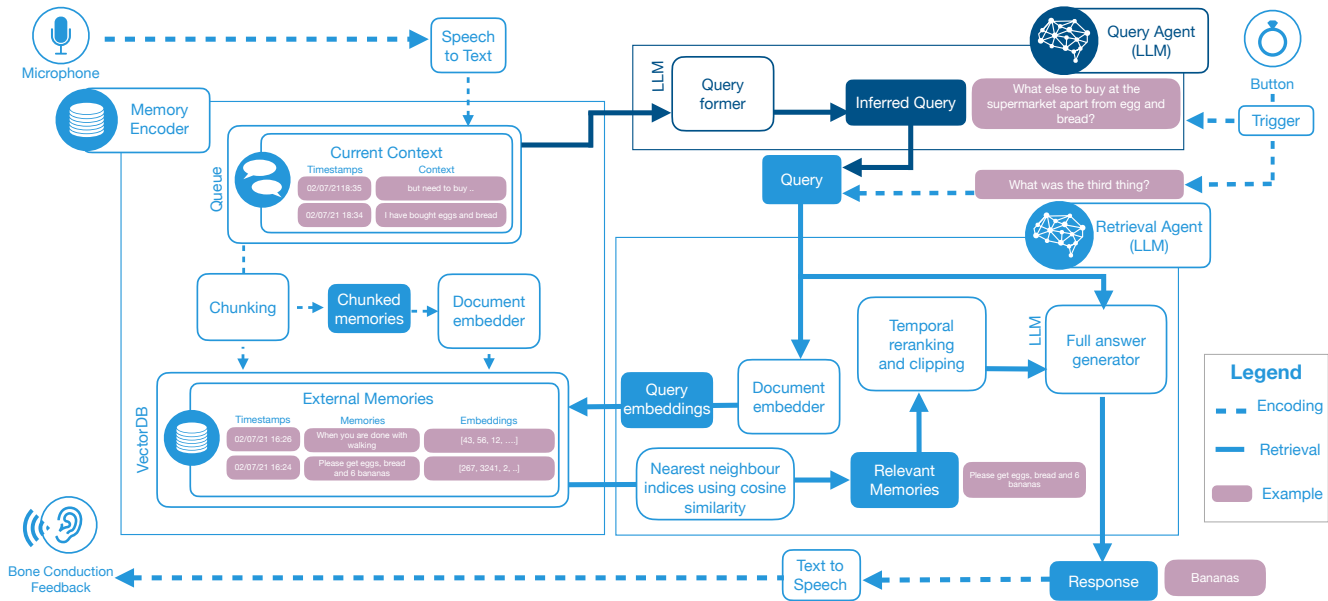 Microphone
Speech
to Text
Memory
Encoder
Queue
Current Context
Timestamps
Context
02/07/2118:35
but need to buy ..
02/07/21 18:34
I have bought eggs and bread
Chunking
Chunked
memories
Document
embedder
VectorDB
External Memories
Timestamps
Memories
Embeddings
02/07/21 16:26
When you are done with
walking
[43, 56, 12, ....]
02/07/21 16:24
Please get eggs, bread
and 6 bananas
[267, 3241, 2, ..]
LLM
Query
former
Inferred Query
Query Agent
(LLM)
What else to buy at the
supermarket apart from egg and
bread?
Button
Trigger
Query
What was the third thing?
Retrieval Agent
(LLM)
Temporal
reranking
and clipping
LLM
Full answer
generator
Query
embeddings
Document
embedder
Nearest neighbour
indices using cosine
similarity
Relevant
Memories
Please get eggs, bread and 6
bananas
Legend
Encoding
Retrieval
Example
Bone Conduction
Feedback
Text to
Speech
Response
Bananas